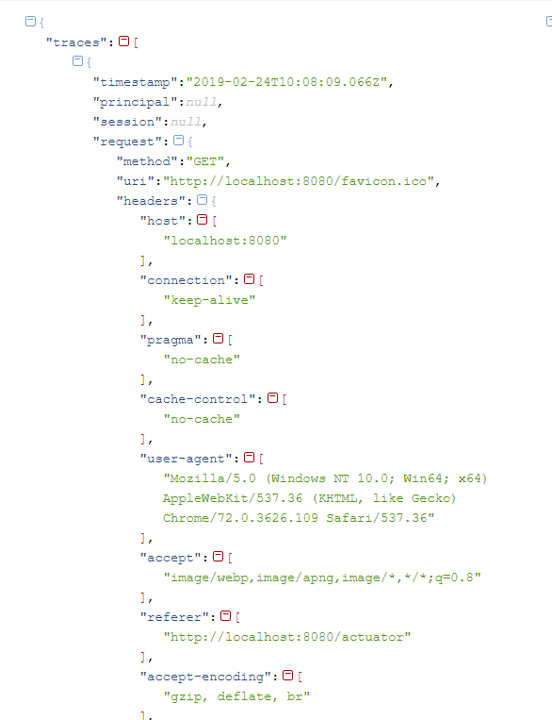 {
"traces": [
{
"timestamp":"2019-02-24T10:08:09.066Z",
"principal":null,
"session":null,
"request": {
"method":"GET",
"uri":"http://localhost:8080/favicon.ico",
"headers": {
"host": [
"localhost:8080"
],
"connection": [
"keep-alive"
],
"pragma": [
"no-cache"
],
"cache-control": [
"no-cache"
],
"user-agent": [
"Mozilla/5.0 (Windows NT 10.0; Win64; x64)
AppleWebKit/537.36 (KHTML, like Gecko)
Chrome/72.0.3626.109 Safari/537.36"
],
"accept": [
"image/webp,image/apng,image/*,*/*;q=0.8"
],
"referer": [
"http://localhost:8080/actuator"
],
"accept-encoding": [
"gzip, deflate, br"
],